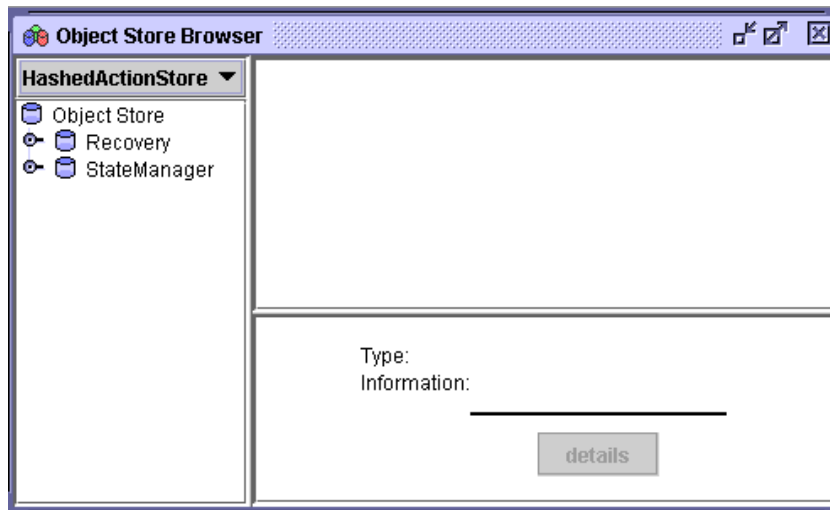 Object Store Browser
HashedActionStore
Object Store
Recovery
StateManager
Type:
Information:
details